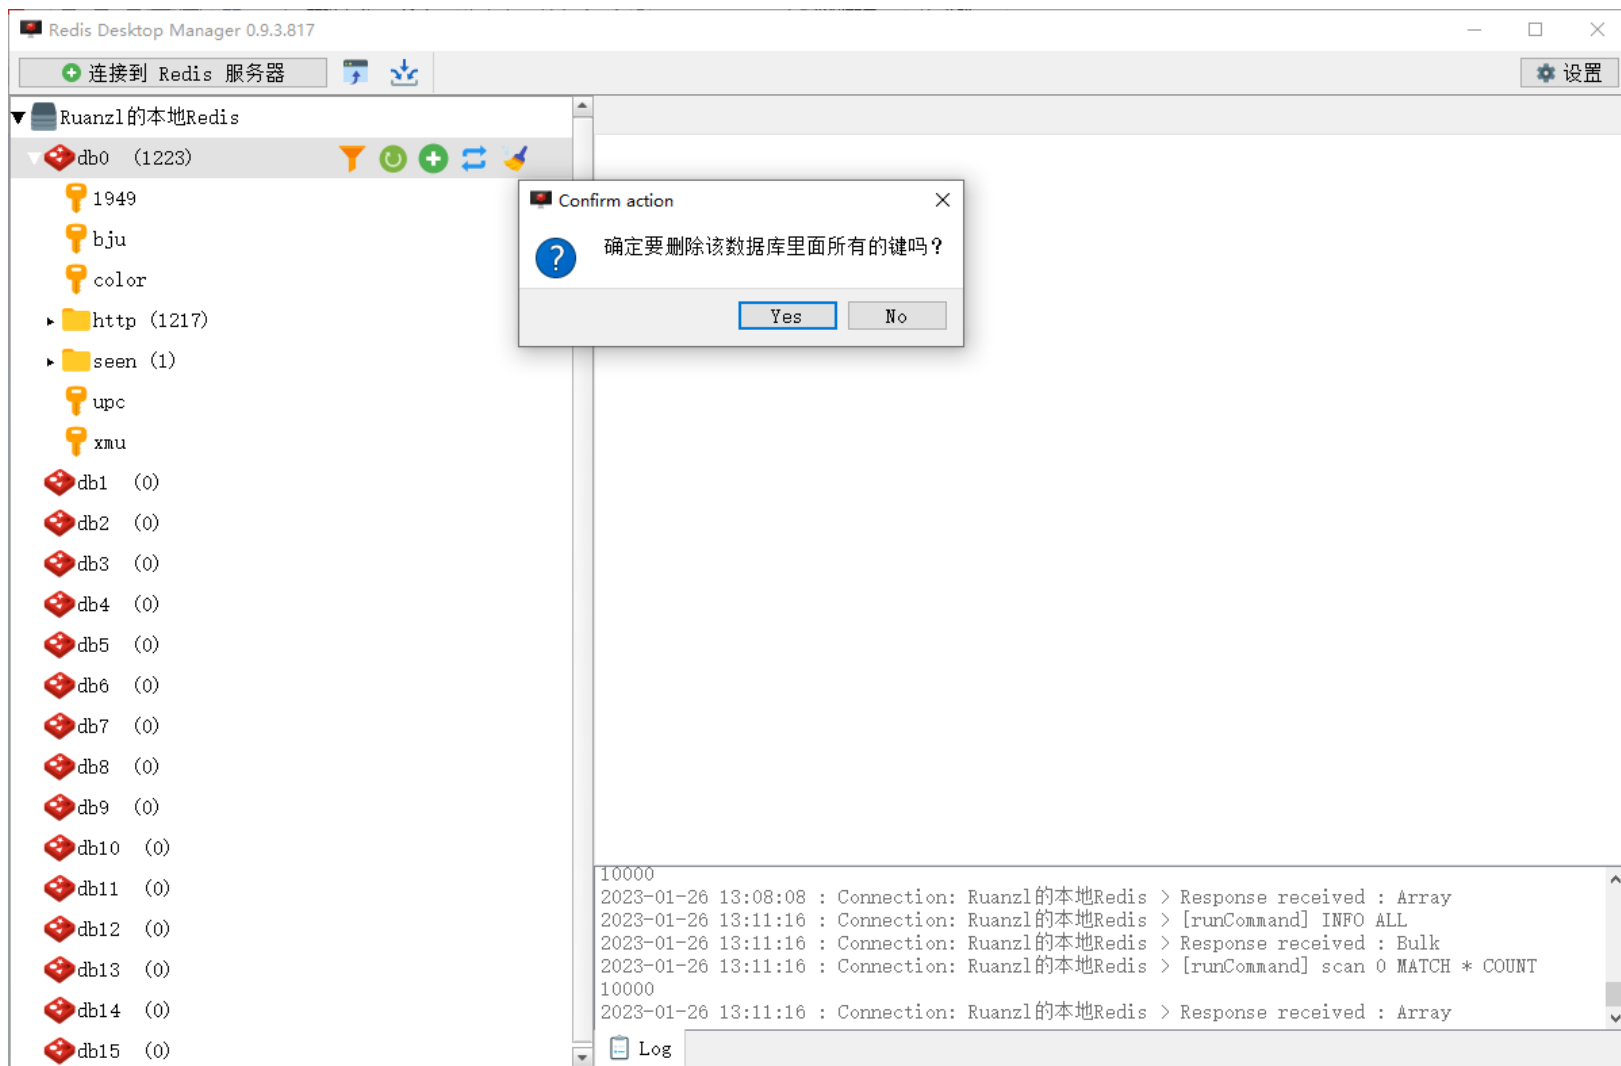 Redis Desktop Manager 0.9.3.817
连接到 Redis 服务器
设置
Ruanzl的本地Redis
db0 (1223)
1949
bju
color
http (1217)
seen (1)
upc
xmu
db1 (0)
db2 (0)
db3 (0)
db4 (0)
db5 (0)
db6 (0)
db7 (0)
db8 (0)
db9 (0)
db10 (0)
db11 (0)
db12 (0)
db13 (0)
db14 (0)
db15 (0)
Confirm action
确定要删除该数据库里面所有的键吗？
Yes
No
10000
2023-01-26 13:08:08 : Connection: Ruanzl的本地Redis > Response received : Array
2023-01-26 13:11:16 : Connection: Ruanzl的本地Redis > [runCommand] INFO ALL
2023-01-26 13:11:16 : Connection: Ruanzl的本地Redis > Response received : Bulk
2023-01-26 13:11:16 : Connection: Ruanzl的本地Redis > [runCommand] scan 0 MATCH * COUNT
10000
2023-01-26 13:11:16 : Connection: Ruanzl的本地Redis > Response received : Array
Log